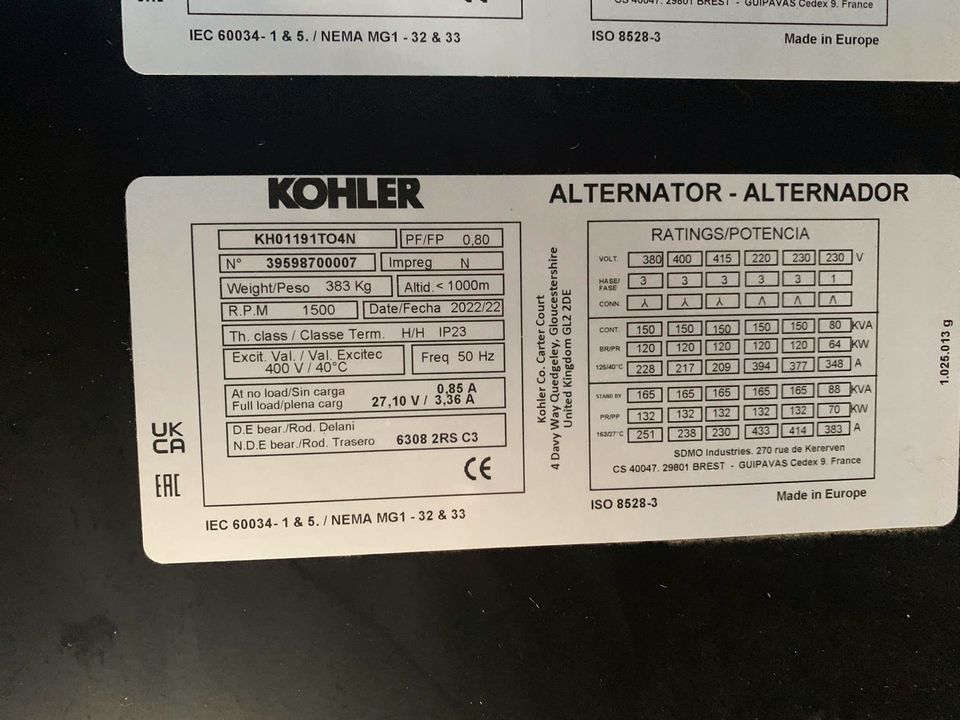 CS 40047. 29801 BREST - GUIPAVAS Cedex 9. France
IEC 60034- 1 & 5. / NEMA MG1 - 32 & 33
ISO 8528-3
Made in Europe
KOHLER
ALTERNATOR - ALTERNADOR
KH01191TO4N PF/FP 0,80
N° 39598700007 Impreg N
Weight/Peso 383 Kg Altid. < 1000m
R.P.M 1500 Date/Fecha 2022/22
Th. class / Classe Term. H/H IP23
Excit. Val. / Val. Excitec
400 V / 40°C
Freq 50 Hz
At no load/Sin carga 0,85 A
Full load/plena carg 27,10 V / 3,36 A
D.E bear./Rod. Delani
N.D.E bear./Rod. Trasero 6308 2RS C3
CE
UK
CA
EAC
IEC 60034- 1 & 5. / NEMA MG1 - 32 & 33
Kohler Co. Carter Court
4 Davy Way Quedgeley, Gloucestershire
United Kingdom GL2 2DE
RATINGS/POTENCIA
VOLT. 380 400 415 220 230 230 V
HASE/
FASE 3 3 3 3 3 1
CONN.
CONT. 150 150 150 150 150 80 KVA
BR/PR 120 120 120 120 120 64 KW
125/40°C 228 217 209 394 377 348 A
STAND BY 165 165 165 165 165 88 KVA
PR/PP 132 132 132 132 132 70 KW
163/27°C 251 238 230 433 414 383 A
SDMO Industries. 270 rue de Kererven
CS 40047. 29801 BREST - GUIPAVAS Cedex 9. France
ISO 8528-3
Made in Europe
1.025.013 g